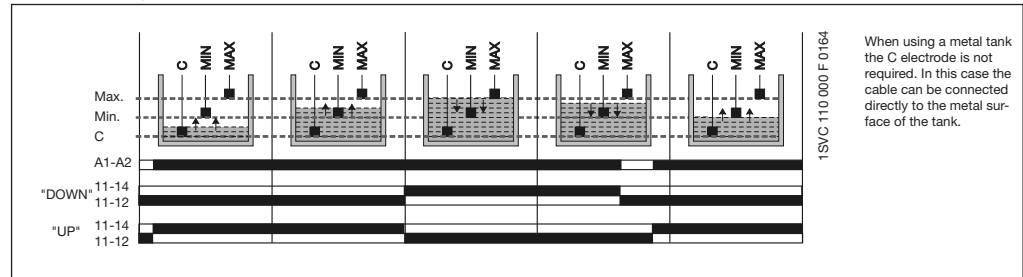 C MIN MAX
C MIN MAX
C MIN MAX
C MIN MAX
C MIN MAX
Max.
Min.
C
A1-A2
"DOWN" 11-14
11-12
"UP" 11-14
11-12
1SVC 110 000 F 0164
When using a metal tank
the C electrode is not
required. In this case the
cable can be connected
directly to the metal sur-
face of the tank.